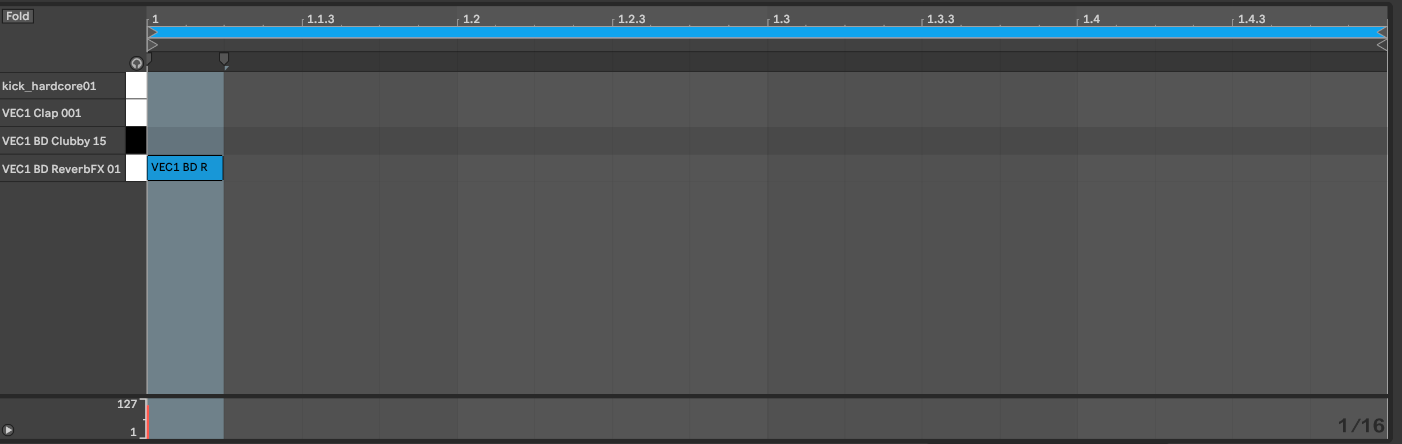 Fold
1 1.1.3 1.2 1.2.3 1.3 1.3.3 1.4 1.4.3
kick_hardcore01
VEC1 Clap 001
VEC1 BD Clubby 15
VEC1 BD ReverbFX 01 VEC1 BD R
127
1
1/16